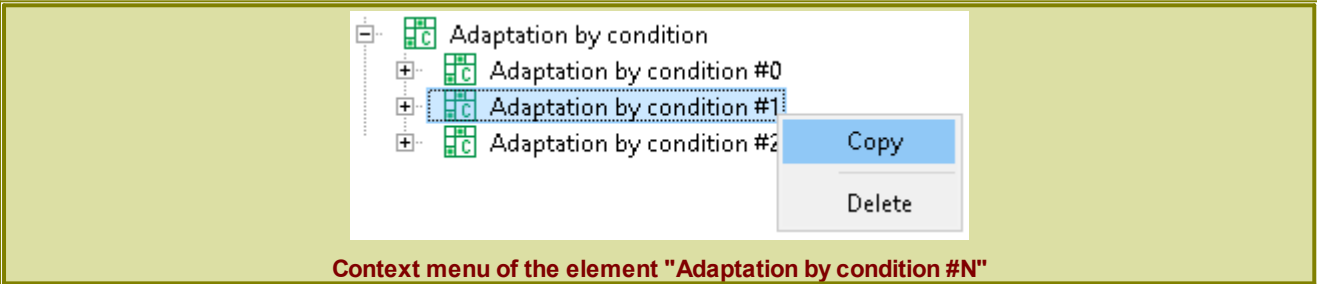 Adaptation by condition
Adaptation by condition #0
Adaptation by condition #1
Adaptation by condition #2
Copy
Delete
Context menu of the element "Adaptation by condition #N"